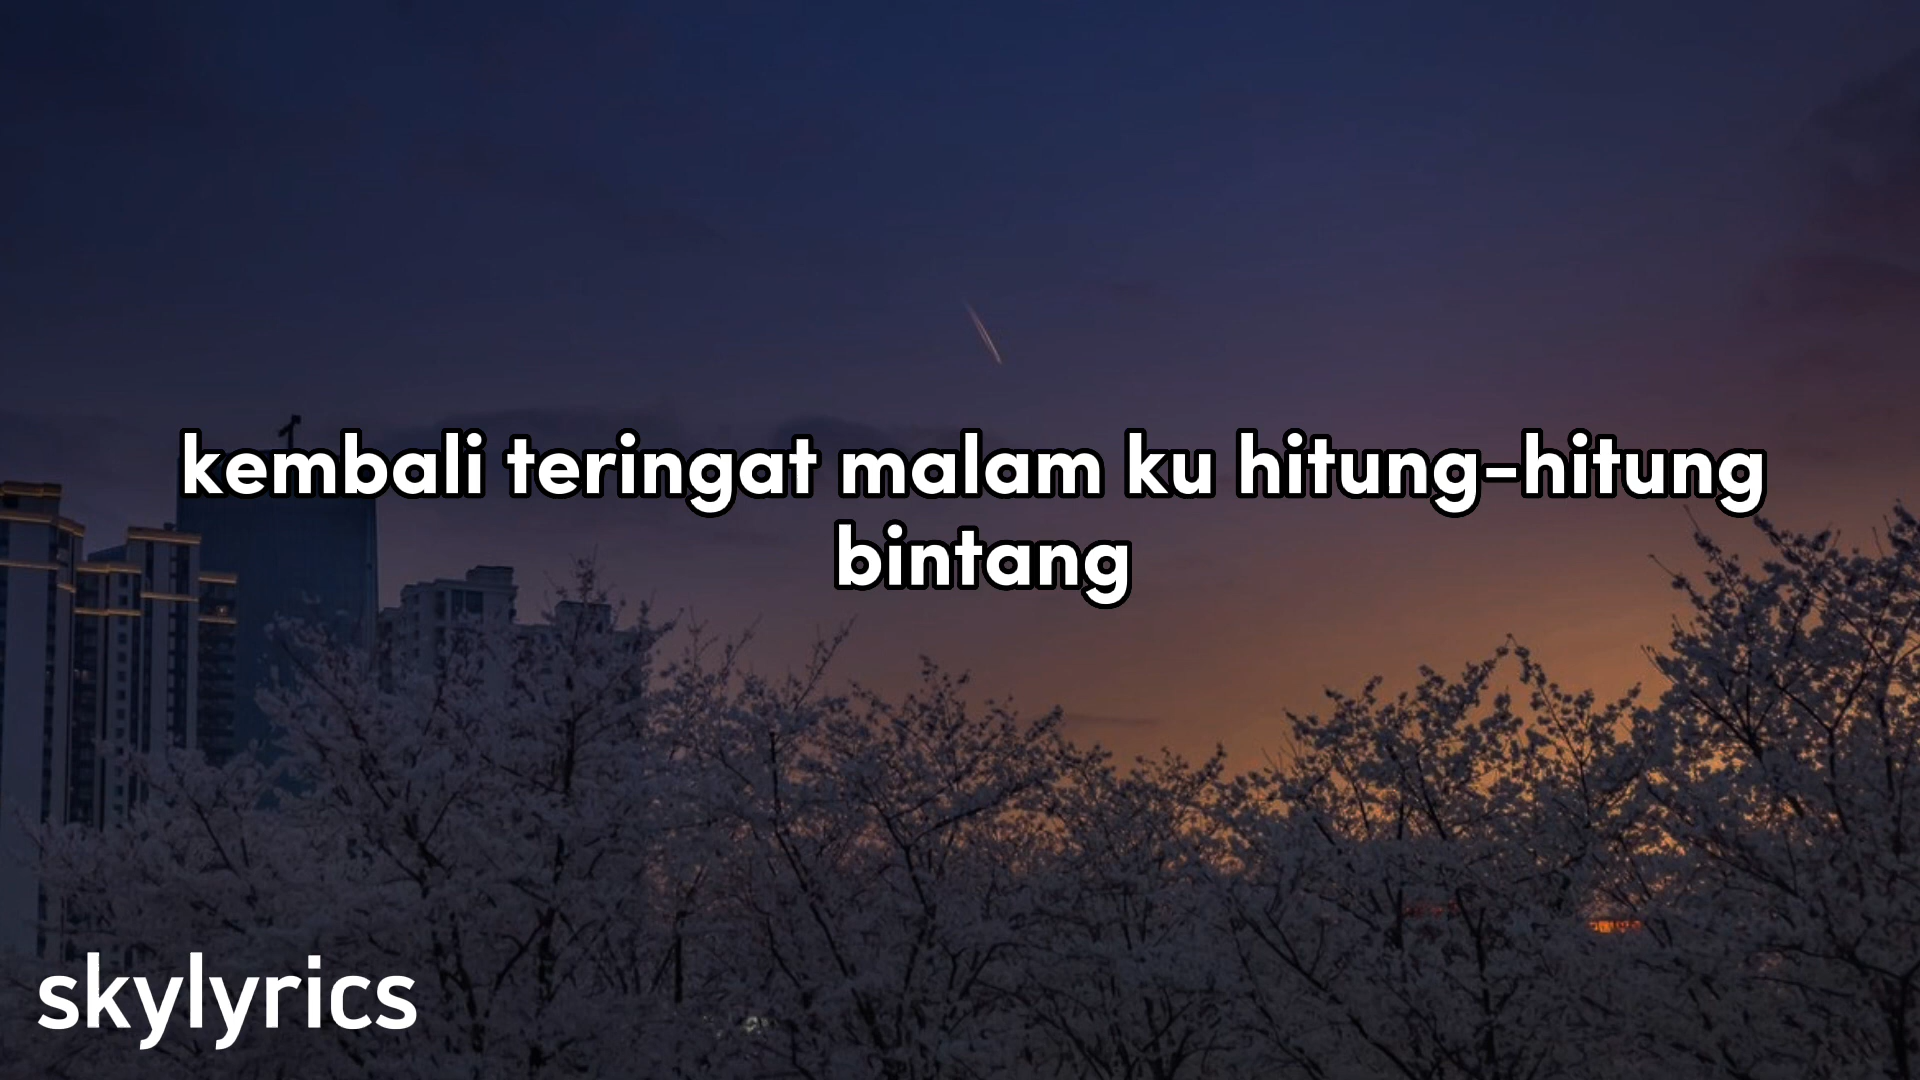 kembali teringat malam ku hitung-hitung
bintang
skylyrics